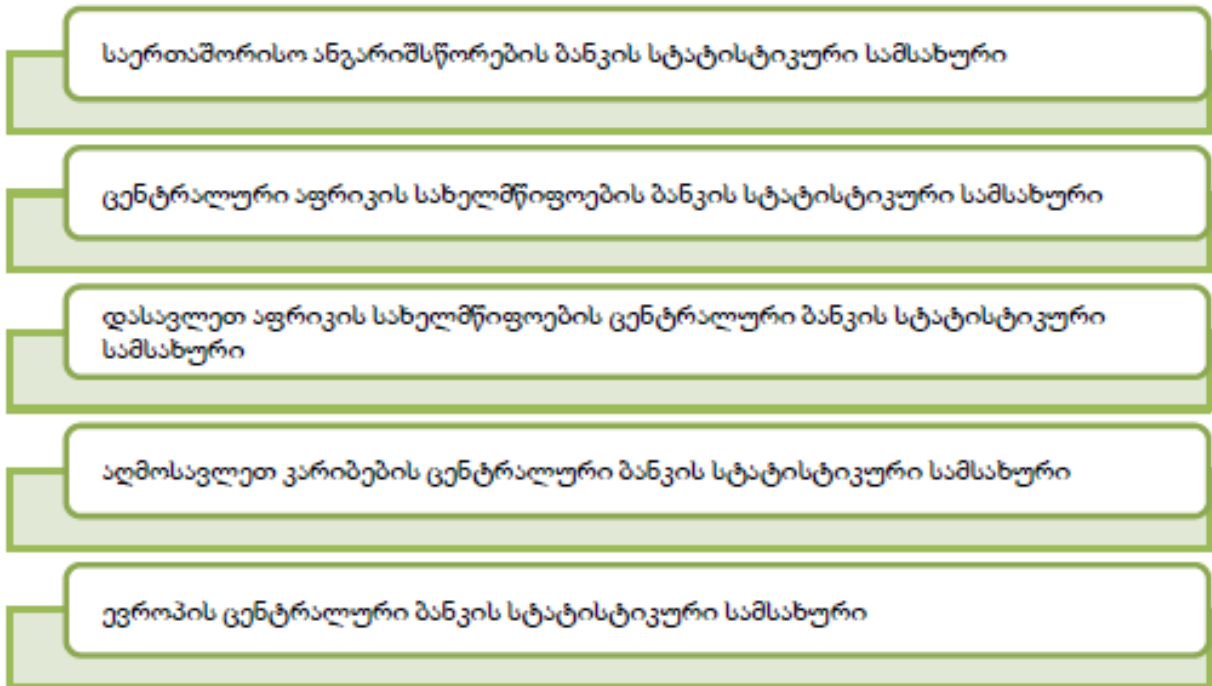 საერთაშორისო ანგარიშსწორების ბანკის სტატისტიკური სამსახური
ცენტრალური აფრიკის სახელმწიფოების ბანკის სტატისტიკური სამსახური
დასავლეთ აფრიკის სახელმწიფოების ცენტრალური ბანკის სტატისტიკური
სამსახური
აღმოსავლეთ კარიბების ცენტრალური ბანკის სტატისტიკური სამსახური
ევროპის ცენტრალური ბანკის სტატისტიკური სამსახური